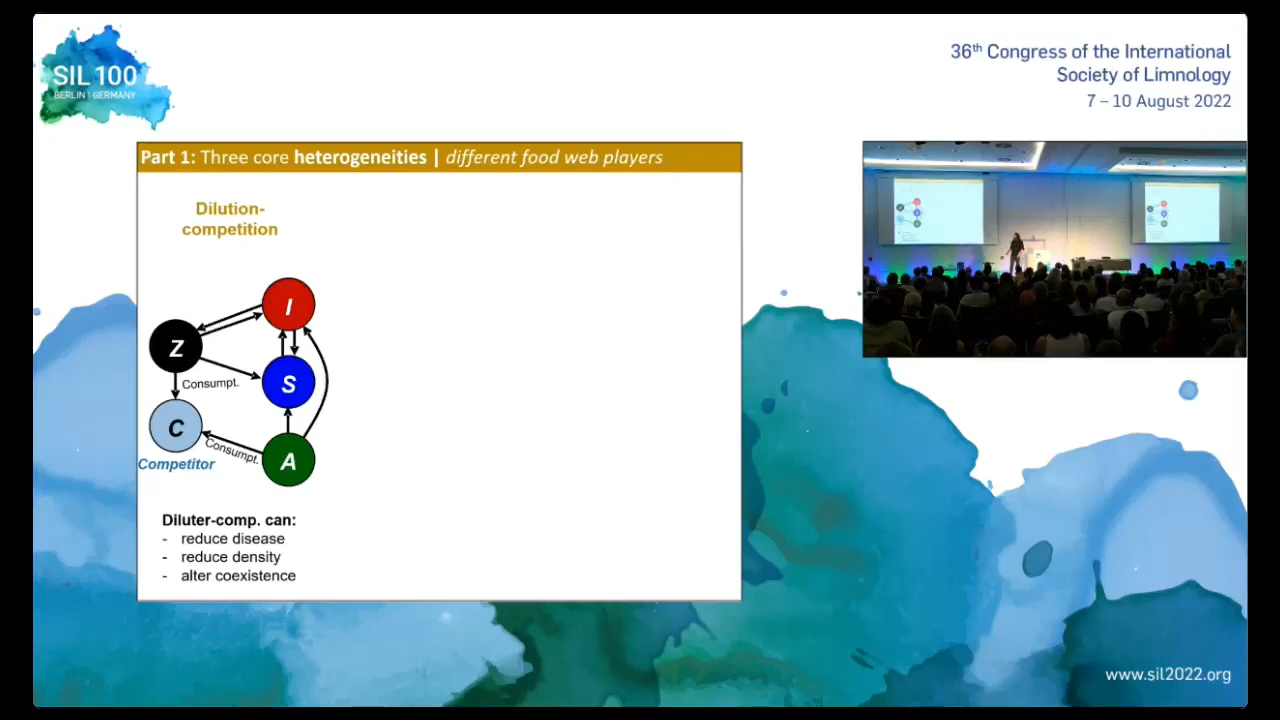 SIL 100
BERLIN | GERMANY
36th Congress of the International
Society of Limnology
7 – 10 August 2022
Part 1: Three core heterogeneities | different food web players
Dilution-
competition
I
Z
S
Consumpt.
C
Consumpt.
A
Competitor
Diluter-comp. can:
- reduce disease
- reduce density
- alter coexistence
www.sil2022.org